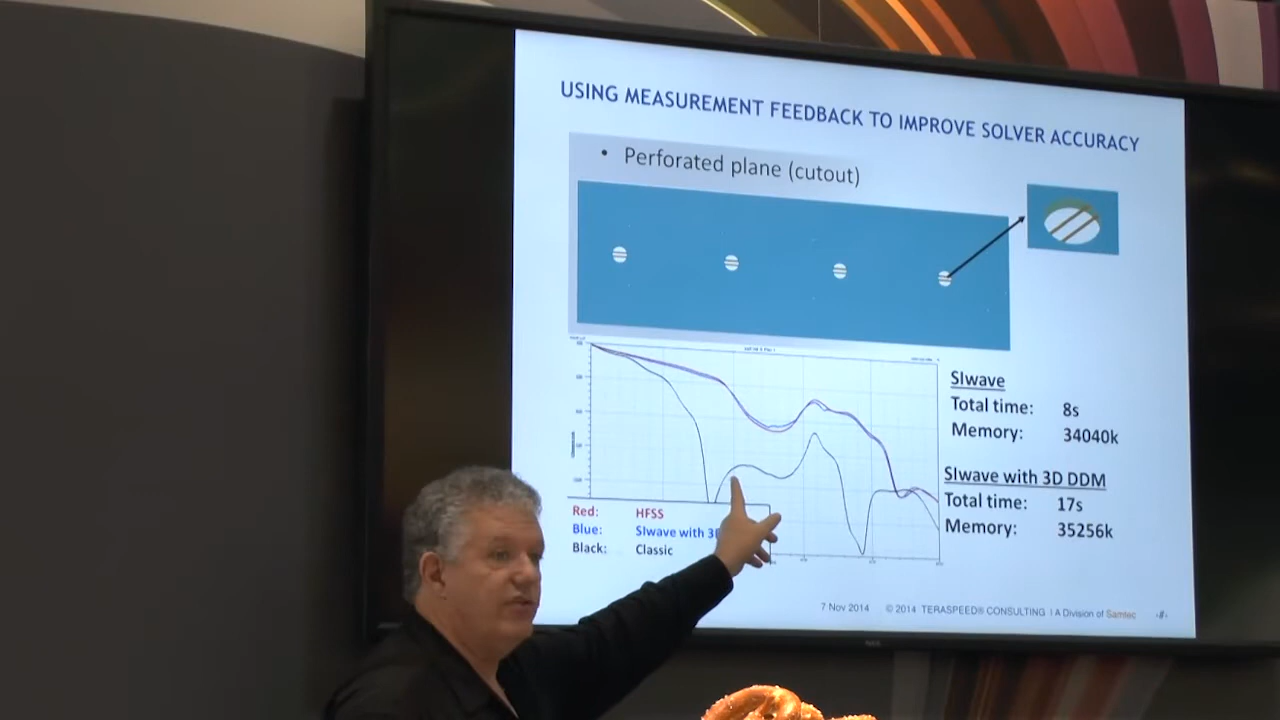 USING MEASUREMENT FEEDBACK TO IMPROVE SOLVER ACCURACY
• Perforated plane (cutout)
SIwave
Total time: 8s
Memory: 34040k
SIwave with 3D DDM
Total time: 17s
Memory: 35256k
Red: HFSS
Blue: SIwave with 3
Black: Classic
7 Nov 2014 © 2014 TERASPEED® CONSULTING | A Division of Samtec -#-
NEC